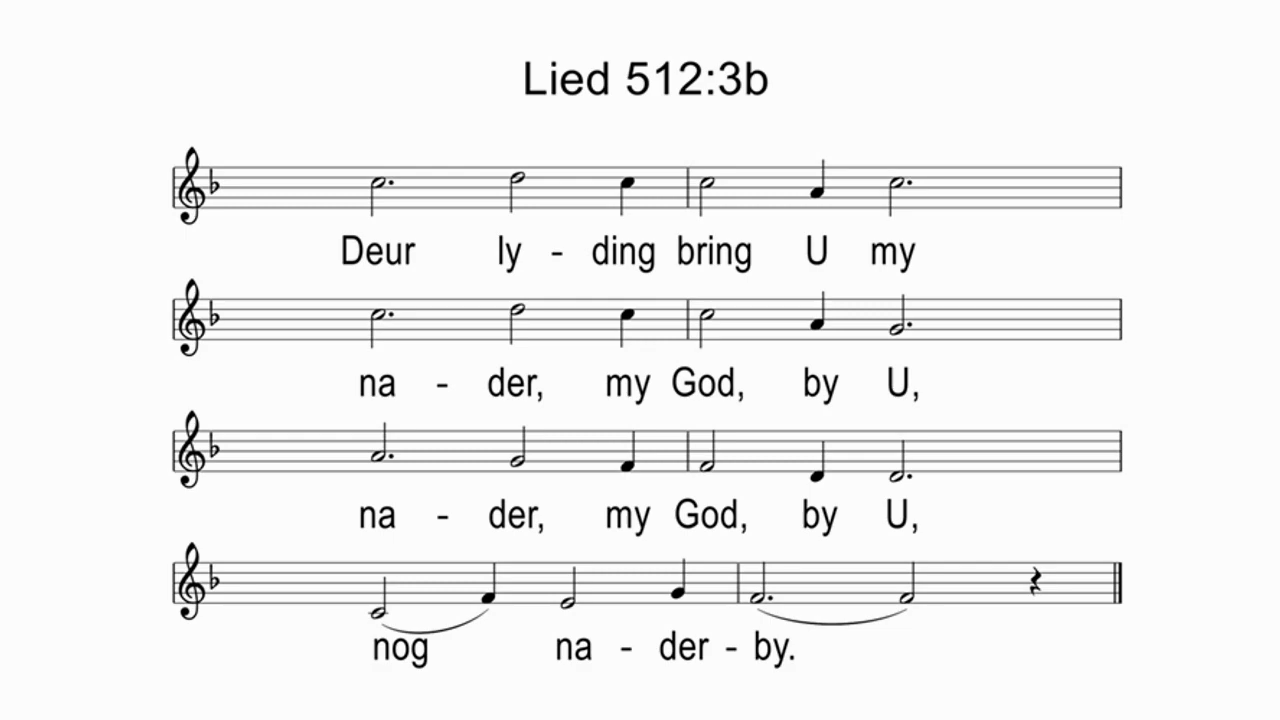 Lied 512:3b
Deur ly - ding bring U my
na - der, my God, by U,
na - der, my God, by U,
nog na - der - by.